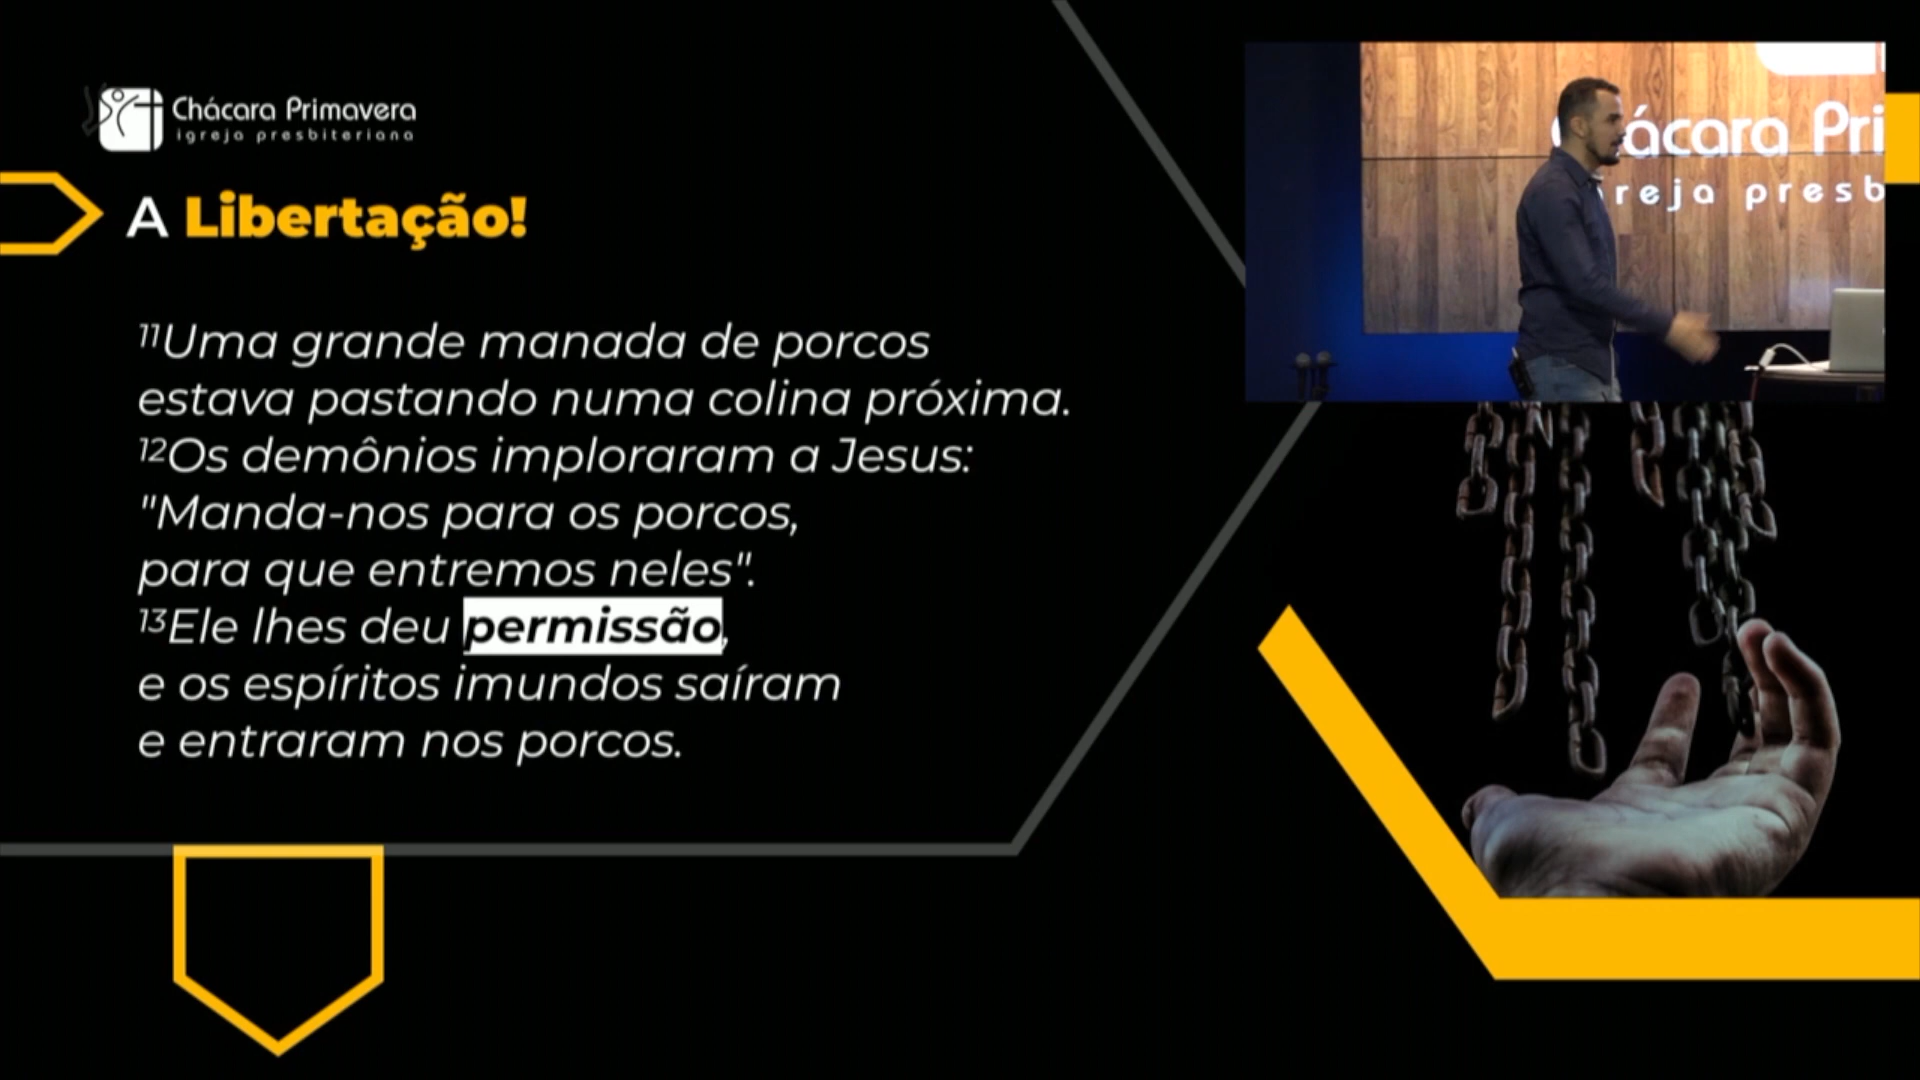 Chácara Primavera
igreja presbiteriana
A Libertação!
¹¹Uma grande manada de porcos
estava pastando numa colina próxima.
¹²Os demônios imploraram a Jesus:
"Manda-nos para os porcos,
para que entremos neles".
¹³Ele lhes deu permissão,
e os espíritos imundos saíram
e entraram nos porcos.
ácara Pri
reja presb